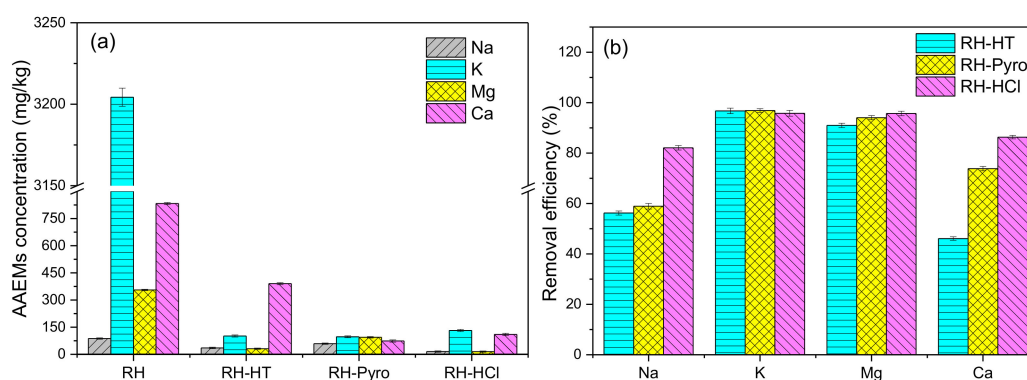 (a)
Na
K
Mg
Ca
AAEMs concentration (mg/kg)
3250
3200
3150
750
600
450
300
150
0
RH
RH-HT
RH-Pyro
RH-HCl
(b)
RH-HT
RH-Pyro
RH-HCl
Removal efficiency (%)
120
100
80
60
40
20
0
Na
K
Mg
Ca